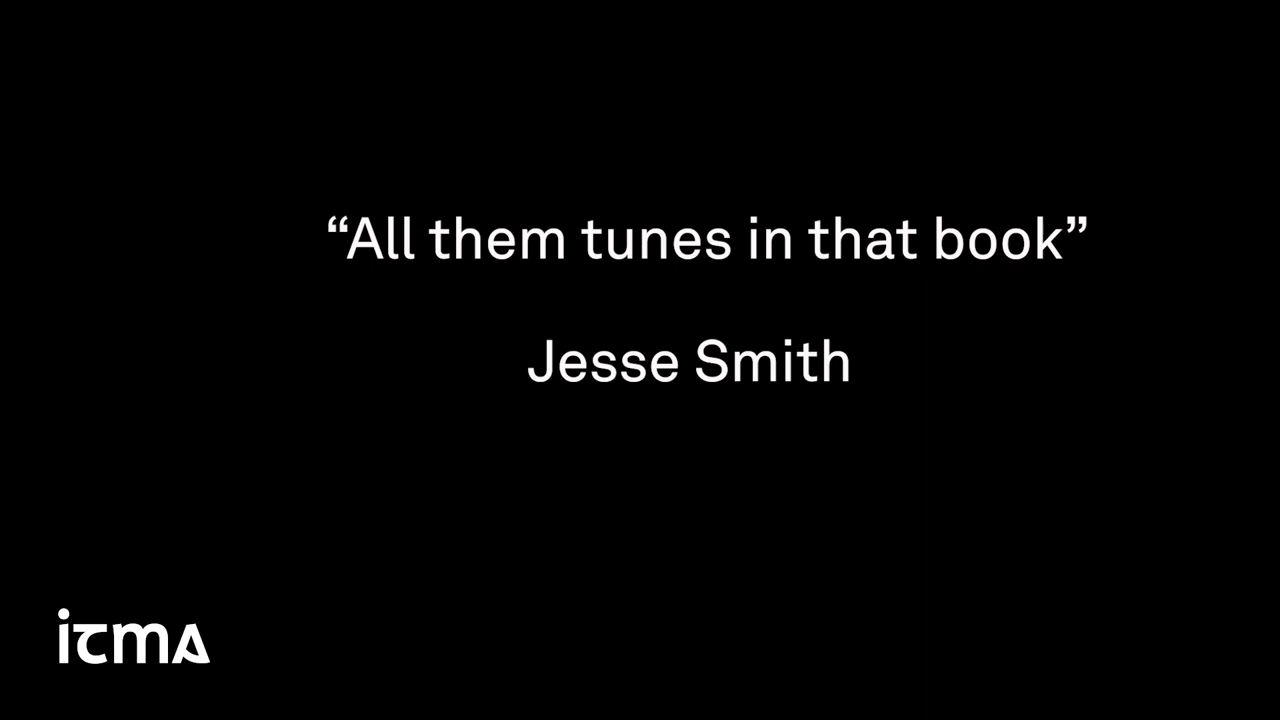 “All them tunes in that book”
Jesse Smith
itma